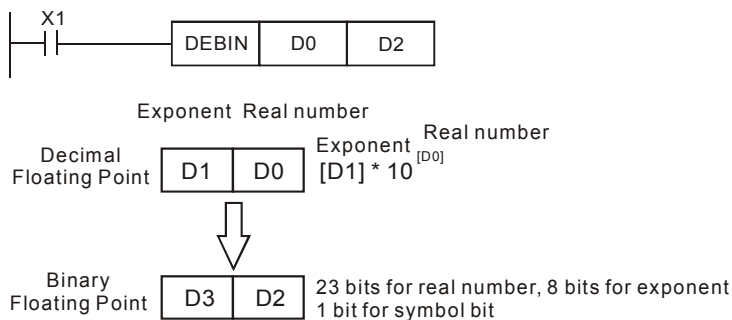 X1
DEBIN D0 D2
Exponent Real number
Decimal Floating Point D1 D0 Exponent Real number
[D1] * 10 [D0]
Binary Floating Point D3 D2 23 bits for real number, 8 bits for exponent
1 bit for symbol bit